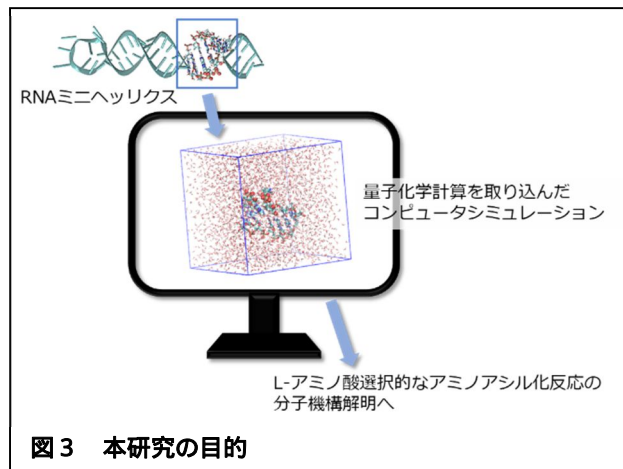 RNAミニヘッリクス
量子化学計算を取り込んだ
コンピュータシミュレーション
L-アミノ酸選択的なアミノアシル化反応の
分子機構解明へ
図３　本研究の目的